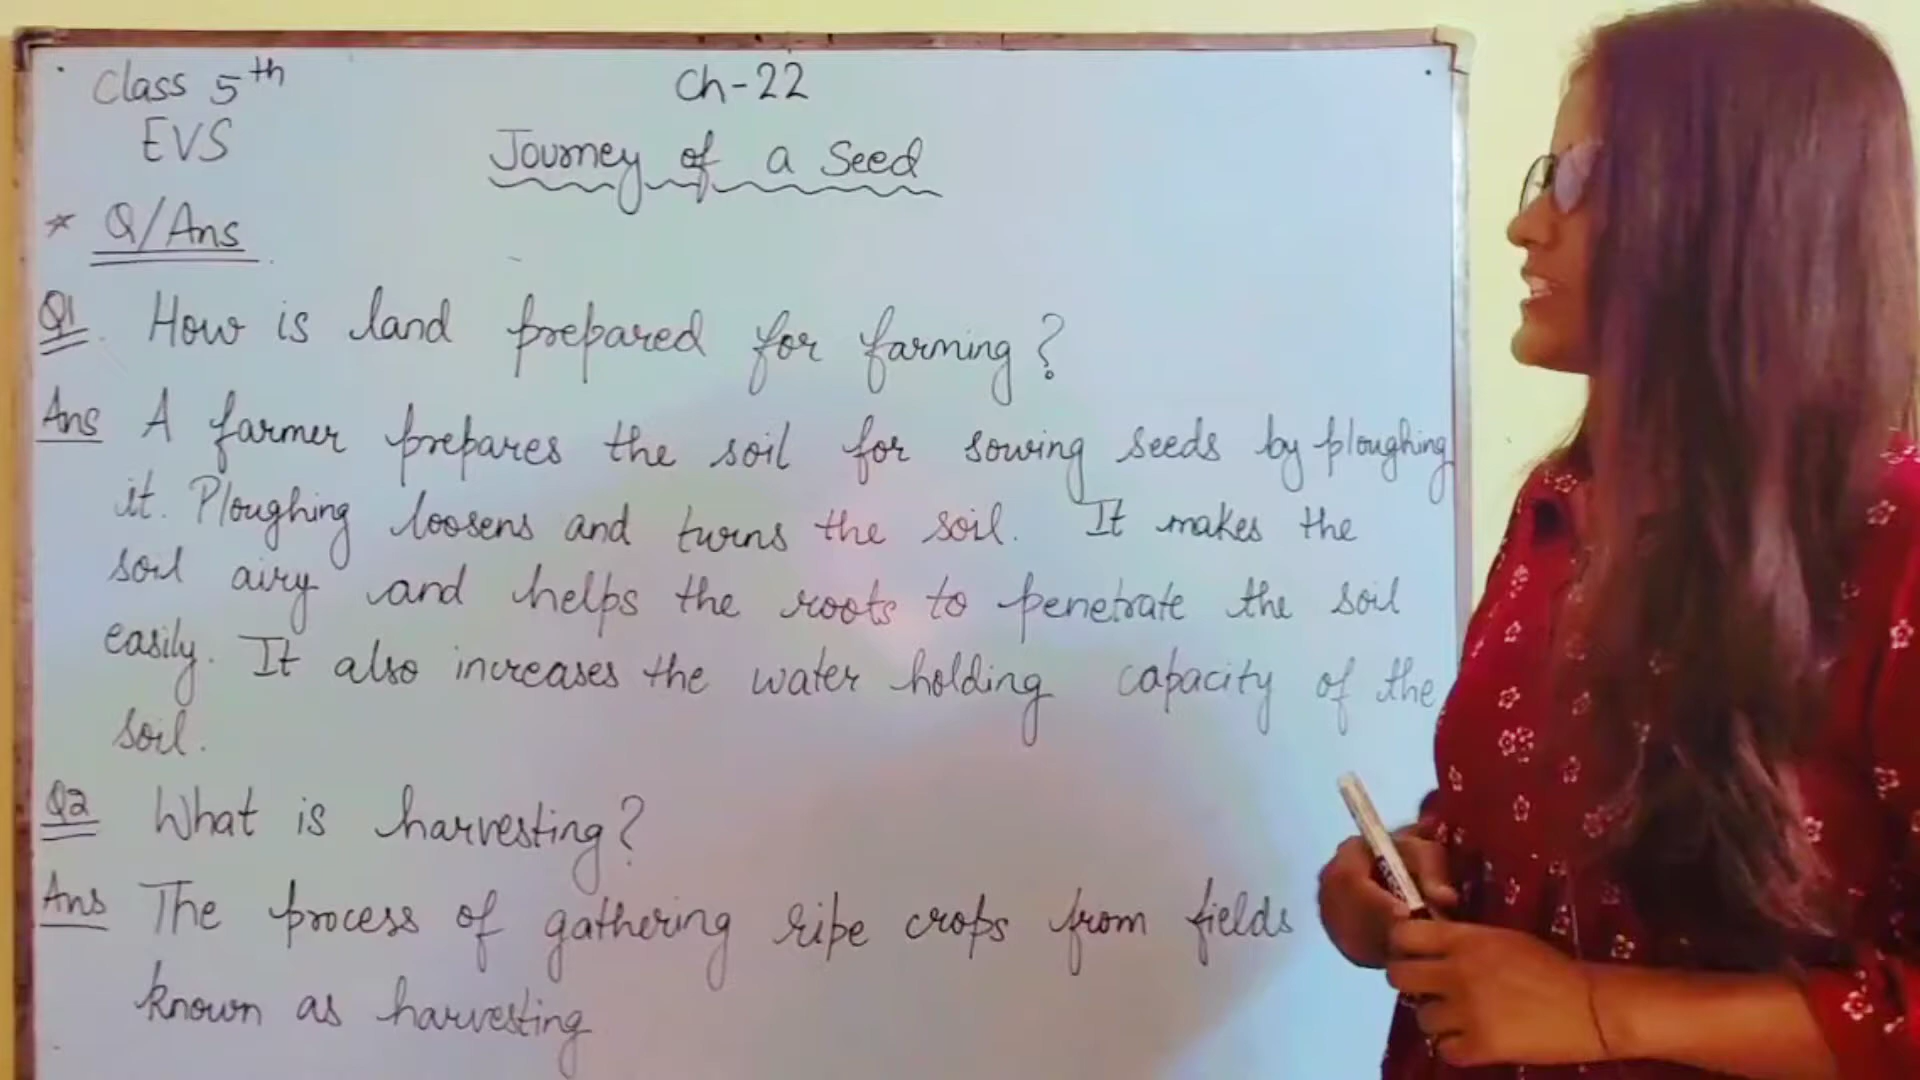 Class 5th
Ch-22
EVS
Journey of a Seed
* Q/Ans
Q1. How is land prepared for farming?
Ans A farmer prepares the soil for sowing seeds by ploughing
it. Ploughing loosens and turns the soil. It makes the
soil airy and helps the roots to penetrate the soil
easily. It also increases the water holding capacity of the
soil.
Q2 What is harvesting?
Ans The process of gathering ripe crops from fields
known as harvesting